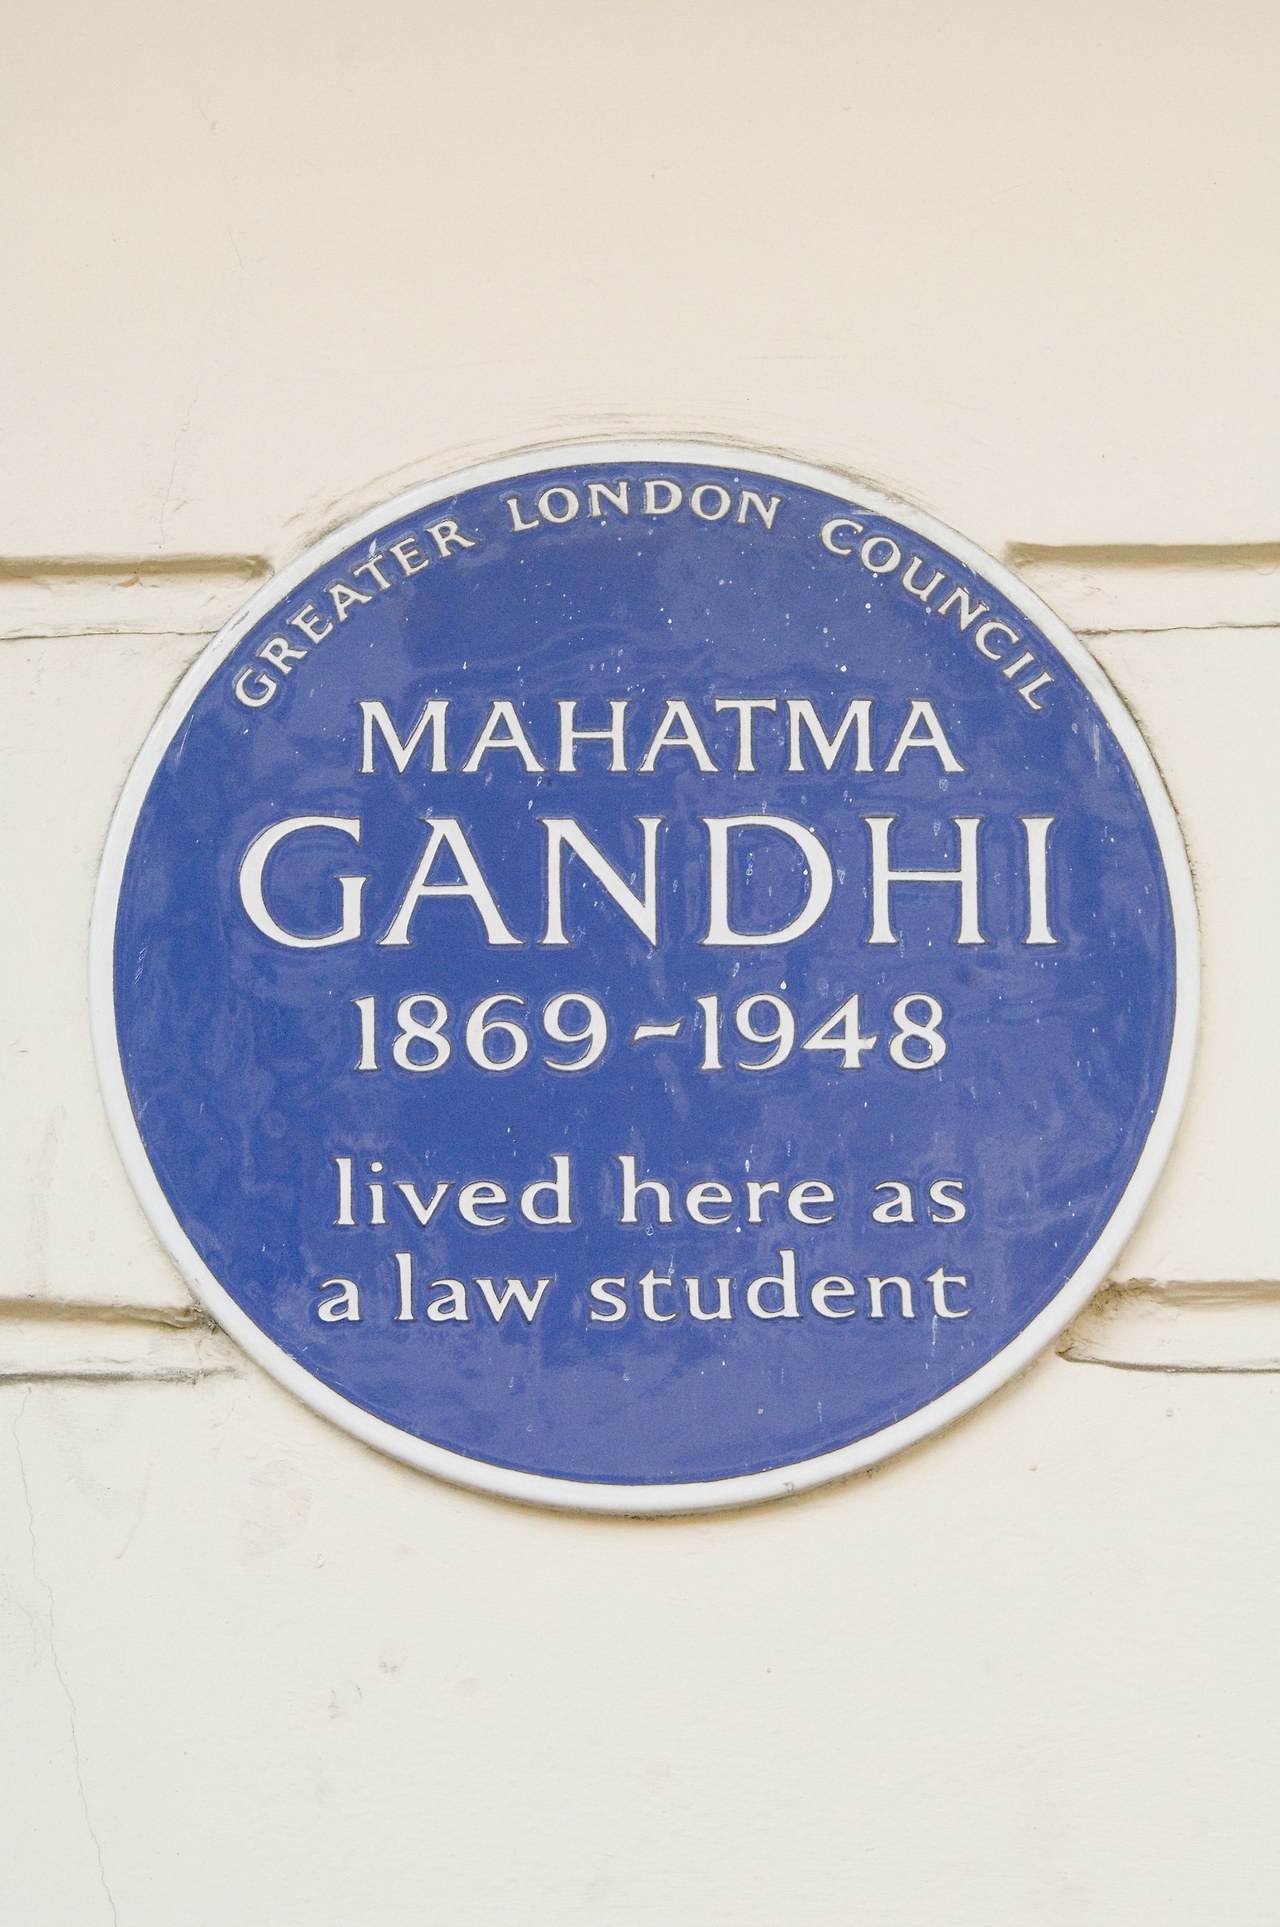 GREATER LONDON COUNCIL
MAHATMA
GANDHI
1869~1948
lived here as
a law student